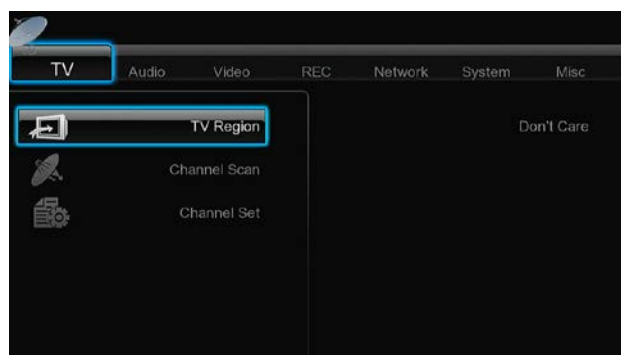 TV Audio Video REC Network System Misc
TV Region Don't Care
Channel Scan
Channel Set